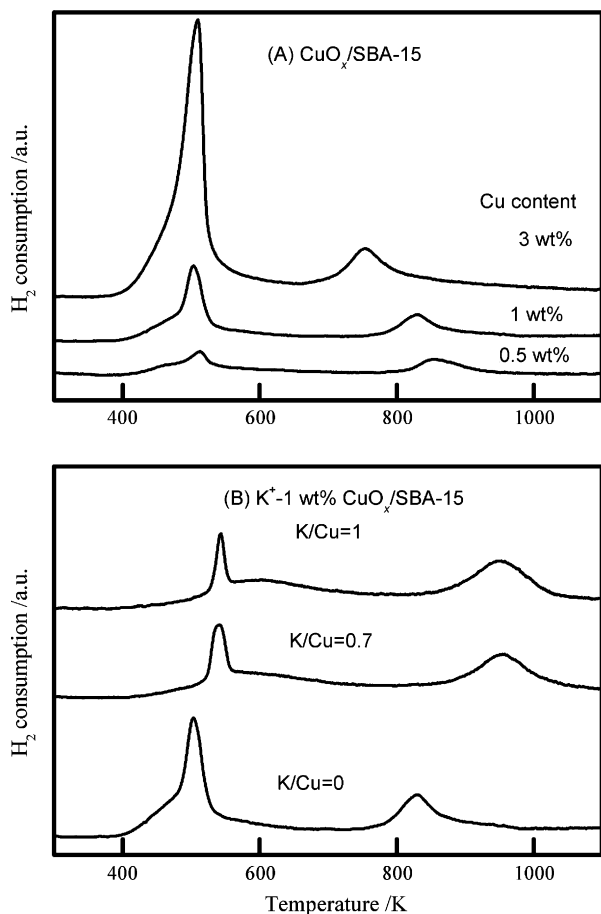 (A) CuOₓ/SBA-15
H₂ consumption /a.u.
Cu content
3 wt%
1 wt%
0.5 wt%
400 600 800 1000
(B) K⁺-1 wt% CuOₓ/SBA-15
K/Cu=1
H₂ consumption /a.u.
K/Cu=0.7
K/Cu=0
400 600 800 1000
Temperature /K